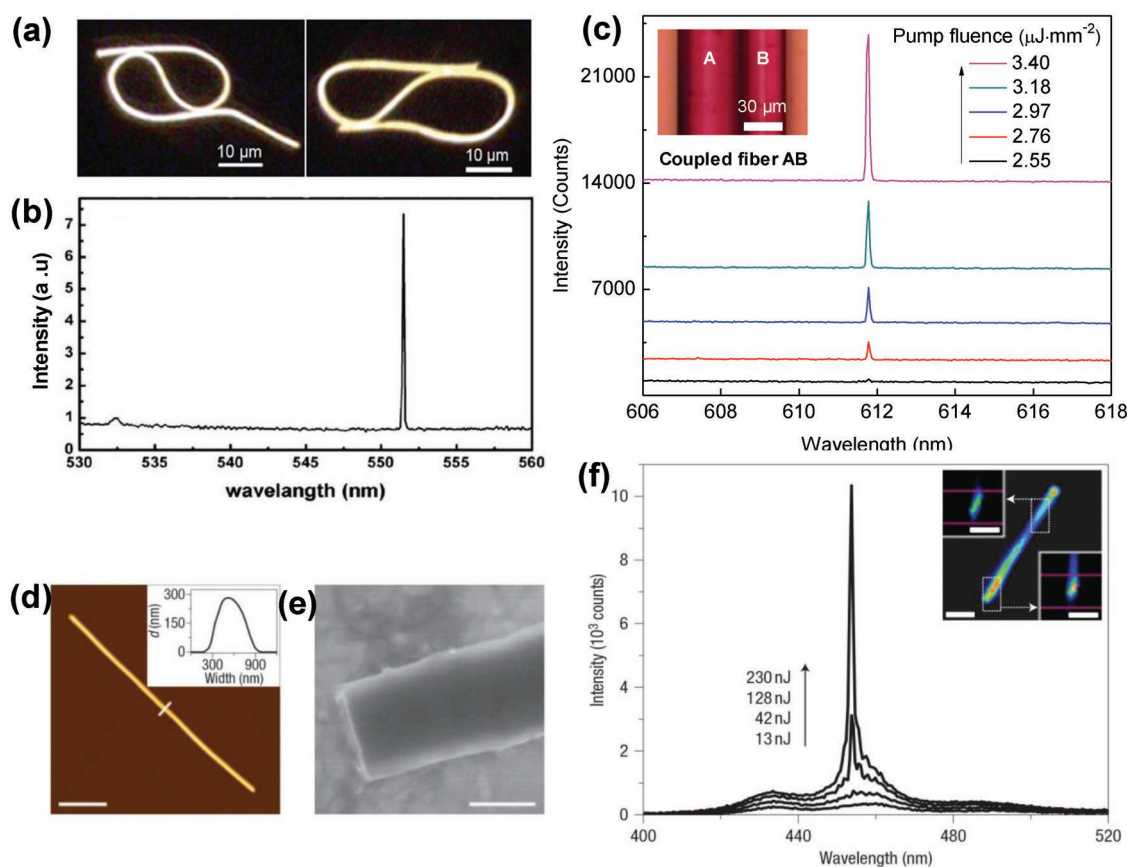 (a)
10 µm
10 µm
(b)
Intensity (a .u)
7
6
5
4
3
2
1
0
530 535 540 545 550 555 560
wavelangth (nm)
(c)
A B
30 µm
Coupled fiber AB
Pump fluence (µJ·mm⁻²)
3.40
3.18
2.97
2.76
2.55
Intensity (Counts)
21000
14000
7000
606 608 610 612 614 616 618
Wavelength (nm)
(d)
d (nm)
300
150
0
300 900
Width (nm)
(e)
(f)
Intensity (10³ counts)
10
8
6
4
2
0
230 nJ
128 nJ
42 nJ
13 nJ
400 440 480 520
Wavelength (nm)